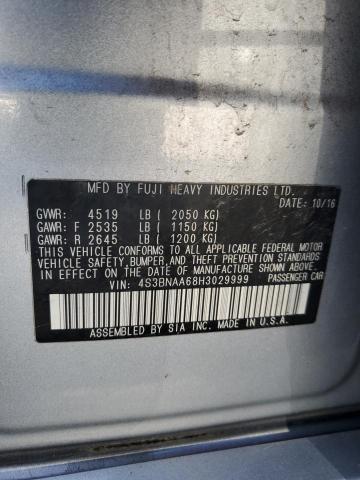 MFD BY FUJI HEAVY INDUSTRIES LTD.
DATE: 10/16
GVWR: 4519 LB ( 2050 KG)
GAWR: F 2535 LB ( 1150 KG)
GAWR: R 2645 LB ( 1200 KG)
THIS VEHICLE CONFORMS TO ALL APPLICABLE FEDERAL MOTOR
VEHICLE SAFETY,BUMPER,AND THEFT PREVENTION STANDARDS
IN EFFECT ON THE DATE OF MANUFACTURE SHOWN ABOVE.
VIN: 4S3BNAA68H3029999 PASSENGER CAR
ASSEMBLED BY SIA INC. MADE IN U.S.A.